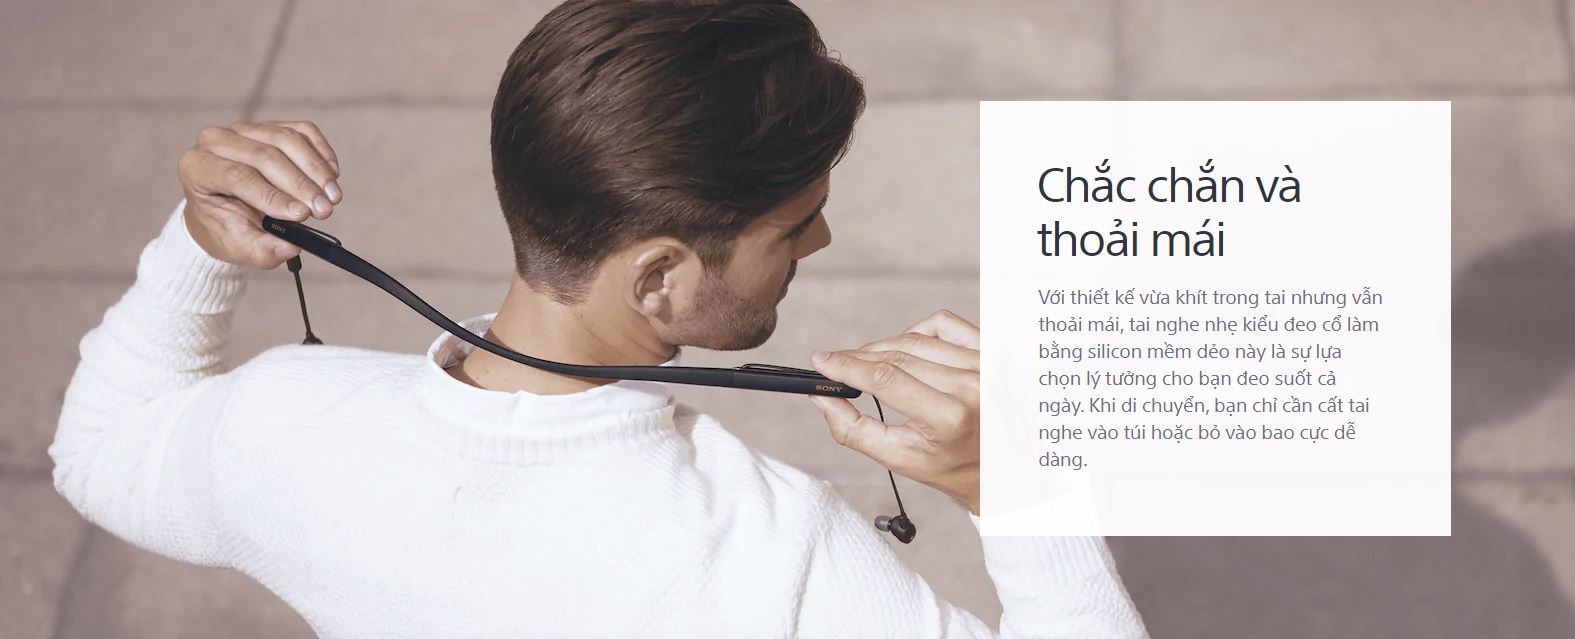 SONY
SONY
Chắc chắn và
thoải mái
Với thiết kế vừa khít trong tai nhưng vẫn
thoải mái, tai nghe nhẹ kiểu đeo cổ làm
bằng silicon mềm dẻo này là sự lựa
chọn lý tưởng cho bạn đeo suốt cả
ngày. Khi di chuyển, bạn chỉ cần cất tai
nghe vào túi hoặc bỏ vào bao cực dễ
dàng.